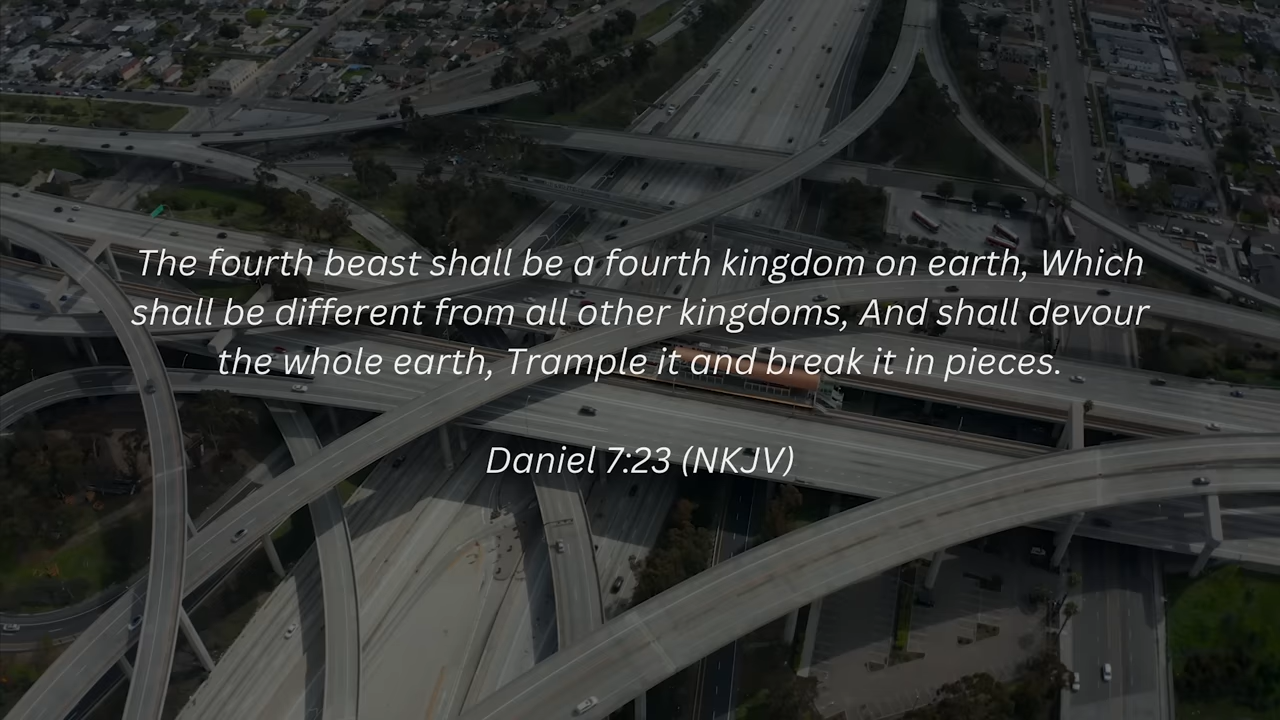 The fourth beast shall be a fourth kingdom on earth, Which
shall be different from all other kingdoms, And shall devour
the whole earth, Trample it and break it in pieces.
Daniel 7:23 (NKJV)